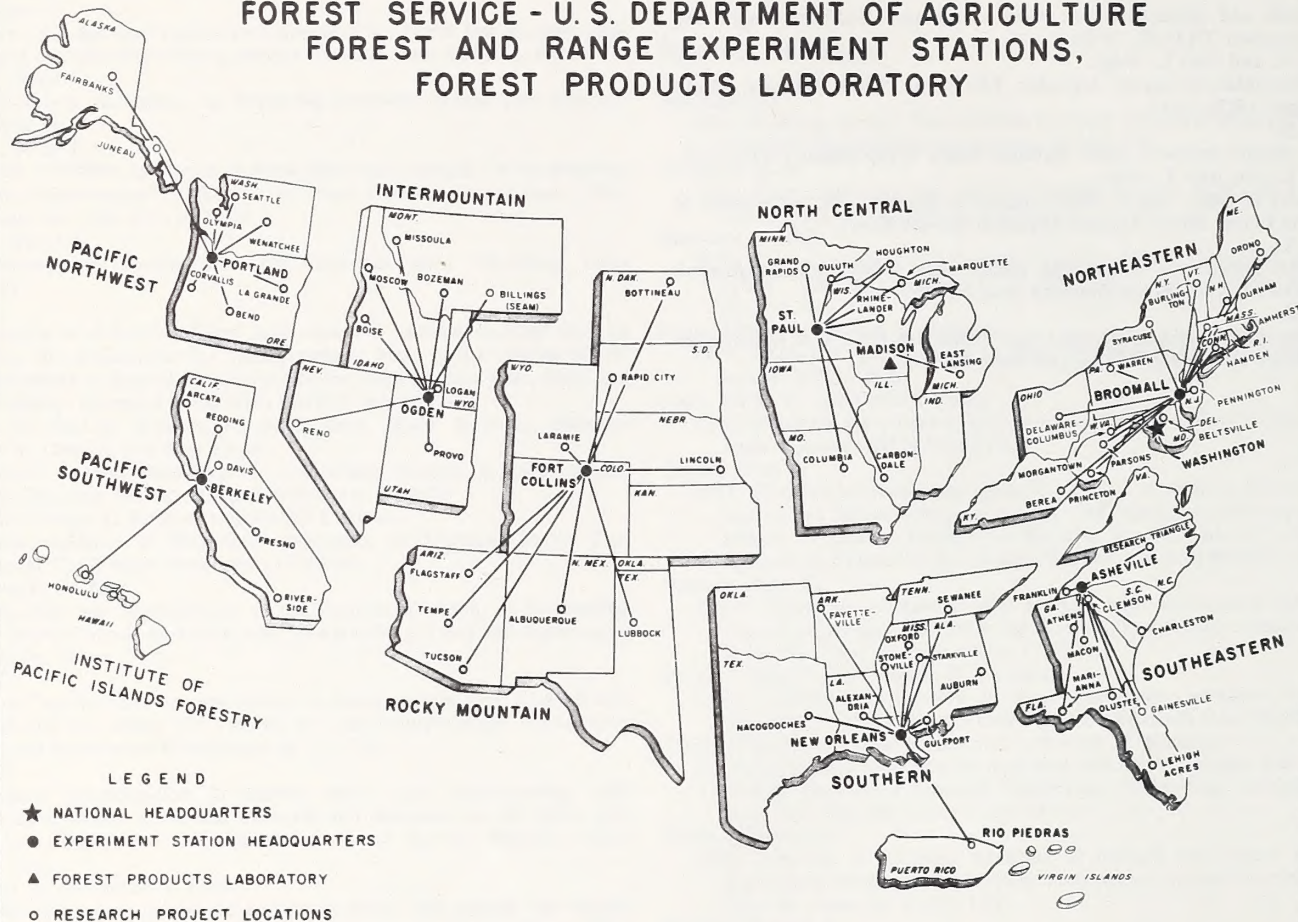 FOREST SERVICE - U. S. DEPARTMENT OF AGRICULTURE
FOREST AND RANGE EXPERIMENT STATIONS,
FOREST PRODUCTS LABORATORY
ALASKA
FAIRBANKS
JUNEAU
PACIFIC
NORTHWEST
WASH
SEATTLE
OLYMPIA
WENATCHEE
PORTLAND
CORVALLIS
LA GRANDE
BEND
ORE.
INTERMOUNTAIN
MONT.
MISSOULA
MOSCOW
BOZEMAN
BILLINGS
(SEAM)
BOISE
IDAHO
NEV.
LOGAN
WYO.
OGDEN
RENO
PROVO
UTAH
PACIFIC
SOUTHWEST
CALIF.
ARCATA
REDDING
DAVIS
BERKELEY
FRESNO
RIVER-
SIDE
HONOLULU
HAWAII
INSTITUTE OF
PACIFIC ISLANDS FORESTRY
N. DAK.
BOTTINEAU
S.D.
RAPID CITY
WYO.
NEBR.
LARAMIE
FORT
COLLINS
COLO.
LINCOLN
KAN.
ARIZ.
N. MEX.
OKLA.
TEX.
FLAGSTAFF
TEMPE
TUCSON
ALBUQUERQUE
LUBBOCK
ROCKY MOUNTAIN
NORTH CENTRAL
MINN.
GRAND
RAPIDS
DULUTH
HOUGHTON
MARQUETTE
WIS.
MICH.
RHINE-
LANDER
ST.
PAUL
MADISON
EAST
LANSING
IOWA
ILL.
MICH.
IND.
MO.
COLUMBIA
CARBON-
DALE
NORTHEASTERN
ME.
ORONO
VT.
N.Y.
BURLING-
TON
N.H.
DURHAM
MASS.
AMHERST
SYRACUSE
CONN.
R.I.
HAMDEN
PA.
WARREN
BROOMALL
N.J.
PENNINGTON
OHIO
DELAWARE-
COLUMBUS
W.VA.
DEL.
MD.
BELTSVILLE
WASHINGTON
MORGANTOWN
PARSONS
BEREA
PRINCETON
KY.
VA.
RESEARCH TRIANGLE
ASHEVILLE
N.C.
FRANKLIN
S.C.
CLEMSON
GA.
ATHENS
CHARLESTON
MACON
SOUTHEASTERN
MARI-
ANNA
FLA.
OLUSTEE
GAINESVILLE
LEHIGH
ACRES
OKLA.
ARK.
FAYETTE-
VILLE
TENN.
SEWANEE
MISS.
ALA.
OXFORD
STONE-
VILLE
STARKVILLE
TEX.
LA.
ALEXAN-
DRIA
AUBURN
NACOGDOCHES
NEW ORLEANS
GULFPORT
SOUTHERN
RIO PIEDRAS
PUERTO RICO
VIRGIN ISLANDS
LEGEND
NATIONAL HEADQUARTERS
EXPERIMENT STATION HEADQUARTERS
FOREST PRODUCTS LABORATORY
RESEARCH PROJECT LOCATIONS